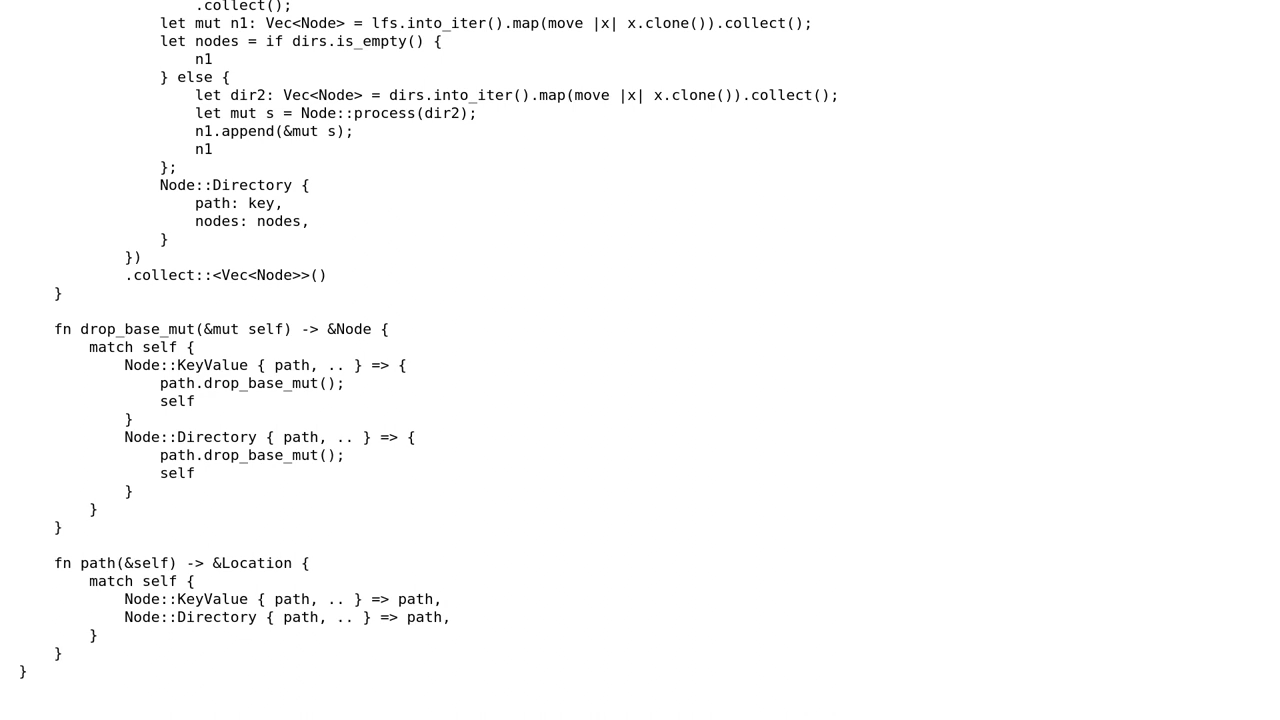 .collect();
let mut n1: Vec<Node> = lfs.into_iter().map(move |x| x.clone()).collect();
let nodes = if dirs.is_empty() {
n1
} else {
let dir2: Vec<Node> = dirs.into_iter().map(move |x| x.clone()).collect();
let mut s = Node::process(dir2);
n1.append(&mut s);
n1
};
Node::Directory {
path: key,
nodes: nodes,
}
})
.collect::<Vec<Node>>()
}
fn drop_base_mut(&mut self) -> &Node {
match self {
Node::KeyValue { path, .. } => {
path.drop_base_mut();
self
}
Node::Directory { path, .. } => {
path.drop_base_mut();
self
}
}
}
fn path(&self) -> &Location {
match self {
Node::KeyValue { path, .. } => path,
Node::Directory { path, .. } => path,
}
}
}